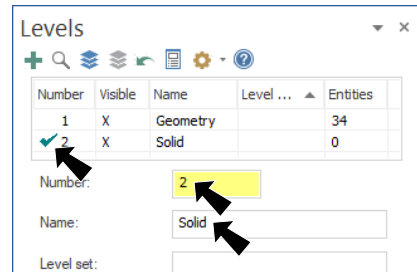 Levels
Number Visible Name Level ... Entities
1 X Geometry 34
2 X Solid 0
Number: 2
Name: Solid
Level set: